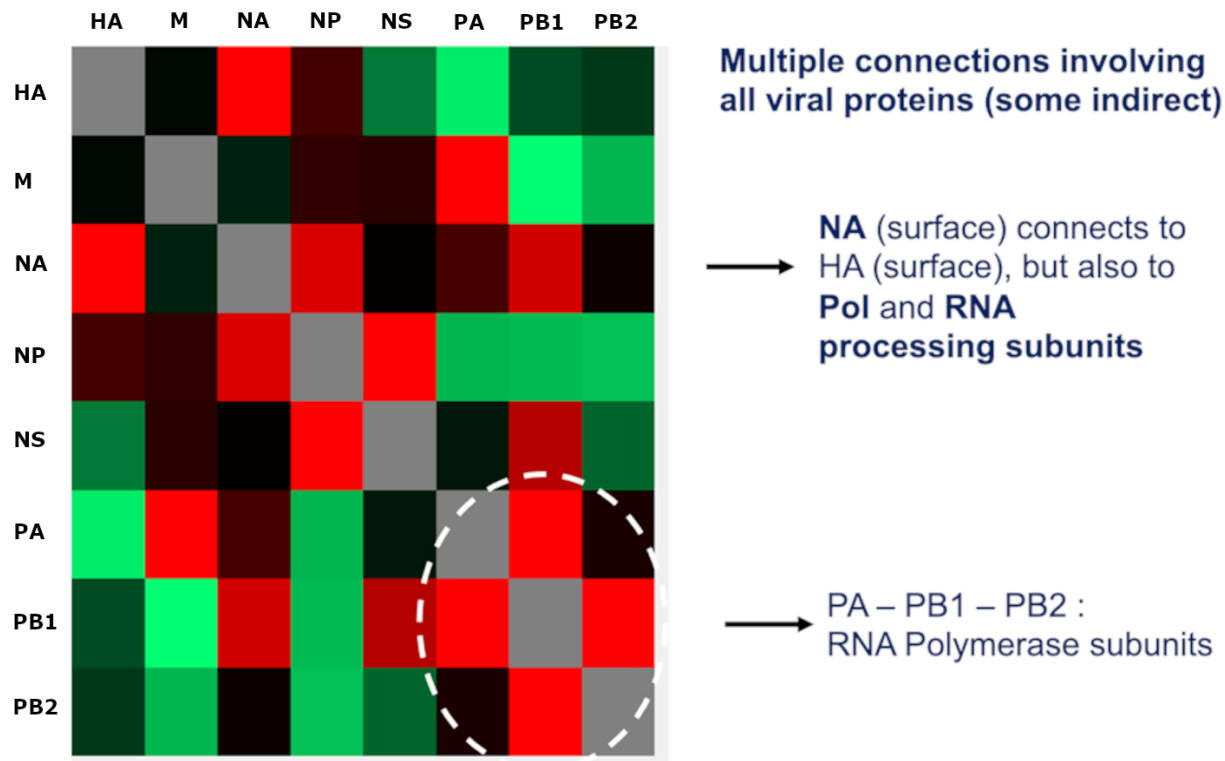 HA M NA NP NS PA PB1 PB2
HA
M
NA
NP
NS
PA
PB1
PB2
Multiple connections involving
all viral proteins (some indirect)
NA (surface) connects to
HA (surface), but also to
Pol and RNA
processing subunits
PA – PB1 – PB2 :
RNA Polymerase subunits